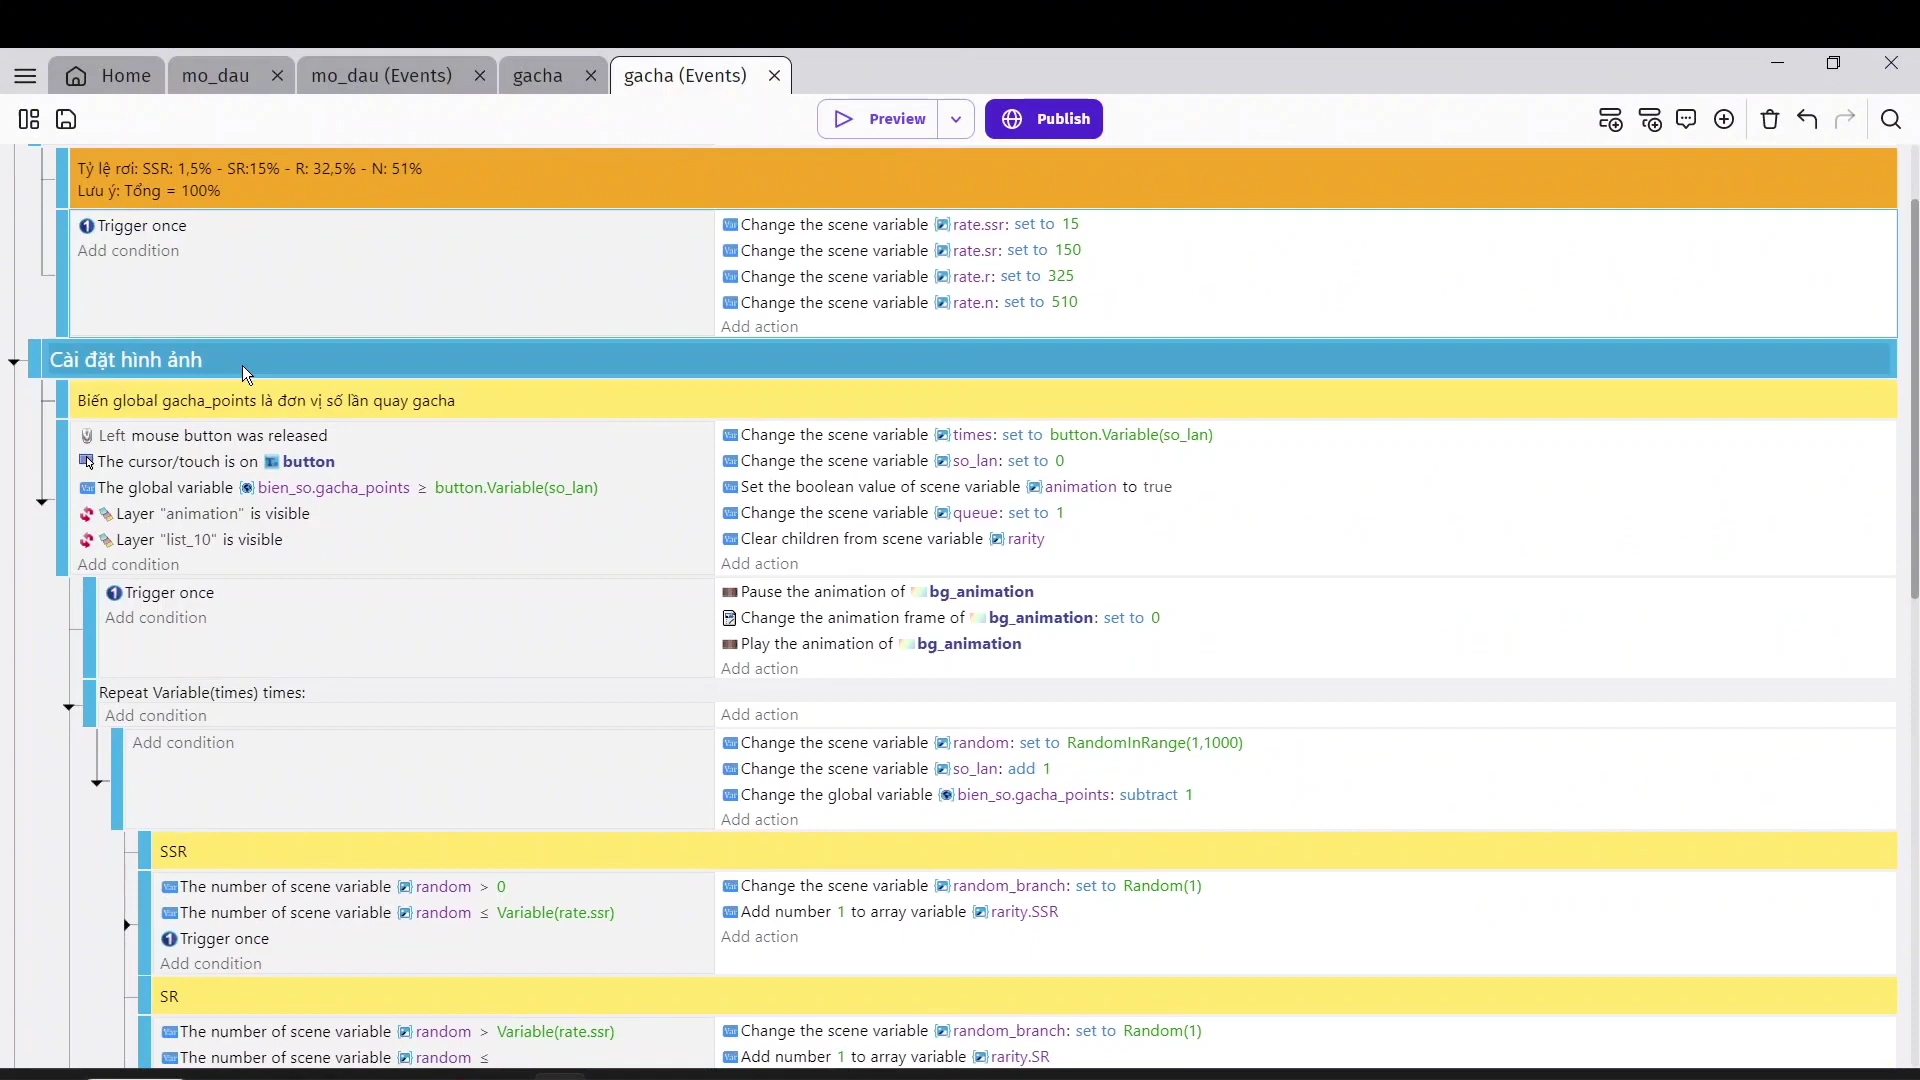 Home
mo_dau
mo_dau (Events)
gacha
gacha (Events)
Preview
Publish
Tỷ lệ rơi: SSR: 1,5% - SR:15% - R: 32,5% - N: 51%
Lưu ý: Tổng = 100%
Trigger once
Add condition
Change the scene variable rate.ssr: set to 15
Change the scene variable rate.sr: set to 150
Change the scene variable rate.r: set to 325
Change the scene variable rate.n: set to 510
Add action
Cài đặt hình ảnh
Biến global gacha_points là đơn vị số lần quay gacha
Left mouse button was released
The cursor/touch is on button
The global variable bien_so.gacha_points ≥ button.Variable(so_lan)
Layer "animation" is visible
Layer "list_10" is visible
Add condition
Change the scene variable times: set to button.Variable(so_lan)
Change the scene variable so_lan: set to 0
Set the boolean value of scene variable animation to true
Change the scene variable queue: set to 1
Clear children from scene variable rarity
Add action
Trigger once
Add condition
Pause the animation of bg_animation
Change the animation frame of bg_animation: set to 0
Play the animation of bg_animation
Add action
Repeat Variable(times) times:
Add condition
Add action
Add condition
Change the scene variable random: set to RandomInRange(1,1000)
Change the scene variable so_lan: add 1
Change the global variable bien_so.gacha_points: subtract 1
Add action
SSR
The number of scene variable random > 0
The number of scene variable random ≤ Variable(rate.ssr)
Trigger once
Add condition
Change the scene variable random_branch: set to Random(1)
Add number 1 to array variable rarity.SSR
Add action
SR
The number of scene variable random > Variable(rate.ssr)
The number of scene variable random ≤
Change the scene variable random_branch: set to Random(1)
Add number 1 to array variable rarity.SR